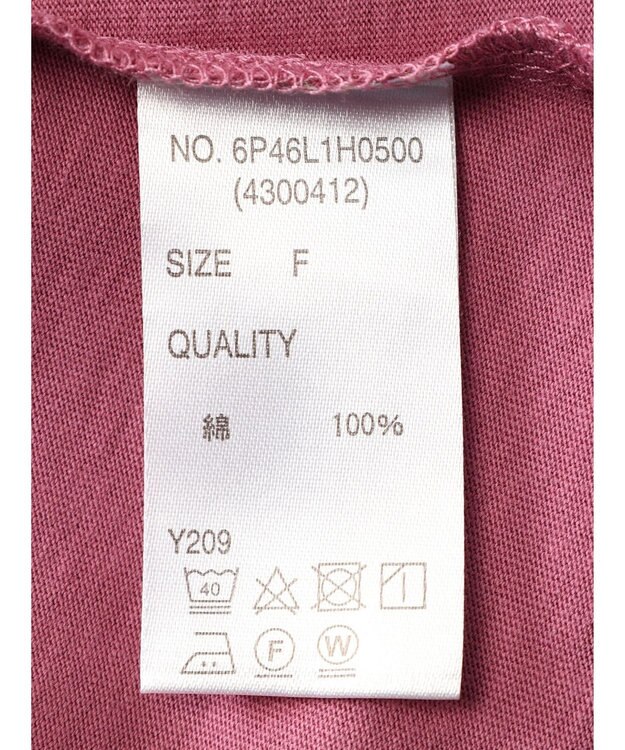 NO. 6P46L1H0500
(4300412)
SIZE F
QUALITY
綿 100%
Y209
40
F W